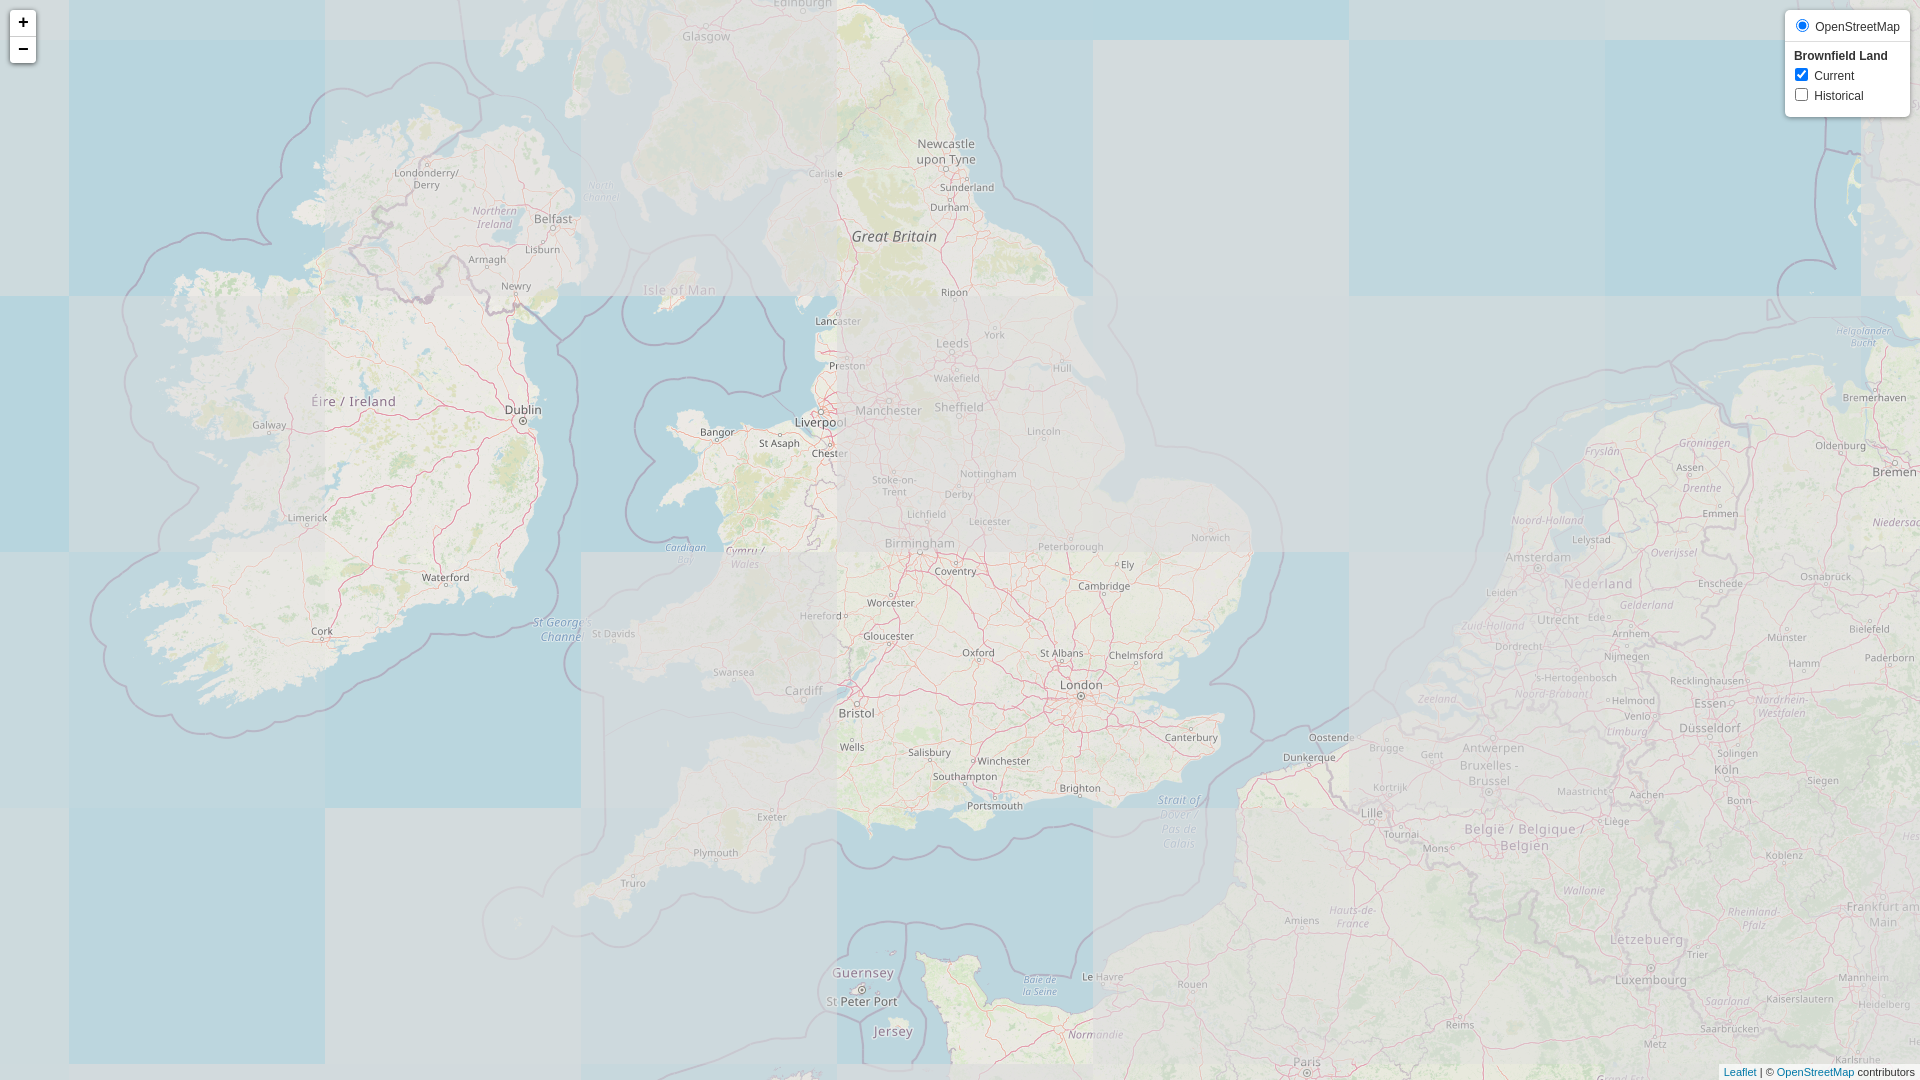 +
−
OpenStreetMap
Brownfield Land
Current
Historical
Edinburgh
Glasgow
Newcastle
upon Tyne
Londonderry/
Derry
Carlisle
North
Channel
Sunderland
Durham
Northern
Ireland
Belfast
Great Britain
Lisburn
Armagh
Newry
Isle of Man
Ripon
Lancaster
York
Helgoländer
Bucht
Leeds
Preston
Hull
Wakefield
Éire / Ireland
Bremerhaven
Dublin
Manchester
Sheffield
Galway
Liverpool
Bangor
St Asaph
Lincoln
Groningen
Oldenburg
Chester
Fryslân
Assen
Bremen
Stoke-on-
Trent
Nottingham
Derby
Drenthe
Limerick
Lichfield
Leicester
Noord-Holland
Emmen
Niedersac
Cardigan
Bay
Cymru /
Wales
Birmingham
Peterborough
Norwich
Lelystad
Amsterdam
Overijssel
Waterford
Coventry
Ely
Cambridge
Nederland
Enschede
Osnabrück
Worcester
Hereford
Leiden
Gelderland
St George's
Channel
Cork
St Davids
Gloucester
Zuid-Holland
Utrecht
Ede
Arnhem
Münster
Bielefeld
Oxford
St Albans
Chelmsford
Dordrecht
Nijmegen
Hamm
Paderborn
Swansea
Cardiff
London
's-Hertogenbosch
Recklinghausen
Bristol
Zeeland
Noord-Brabant
Helmond
Essen
Nordrhein-
Westfalen
Venlo
Canterbury
Oostende
Limburg
Düsseldorf
Wells
Salisbury
Winchester
Dunkerque
Brugge
Gent
Antwerpen
Solingen
Bruxelles -
Brussel
Köln
Southampton
Brighton
Kortrijk
Maastricht
Aachen
Siegen
Portsmouth
Strait of
Dover /
Pas de
Calais
Bonn
Exeter
Lille
Tournai
België / Belgique /
Belgien
Liège
Plymouth
Mons
Koblenz
Truro
Wallonie
Hauts-de-
France
Amiens
Rheinland-
Pfalz
Frankfurt am
Main
Lëtzebuerg
Trier
Guernsey
St Peter Port
Baie de
la Seine
Le Havre
Rouen
Luxembourg
Mannheim
Saarland
Kaiserslautern
Heidelberg
Jersey
Normandie
Reims
Saarbrücken
Metz
Paris
Karlsruhe
Grand Est
Leaflet | © OpenStreetMap contributors